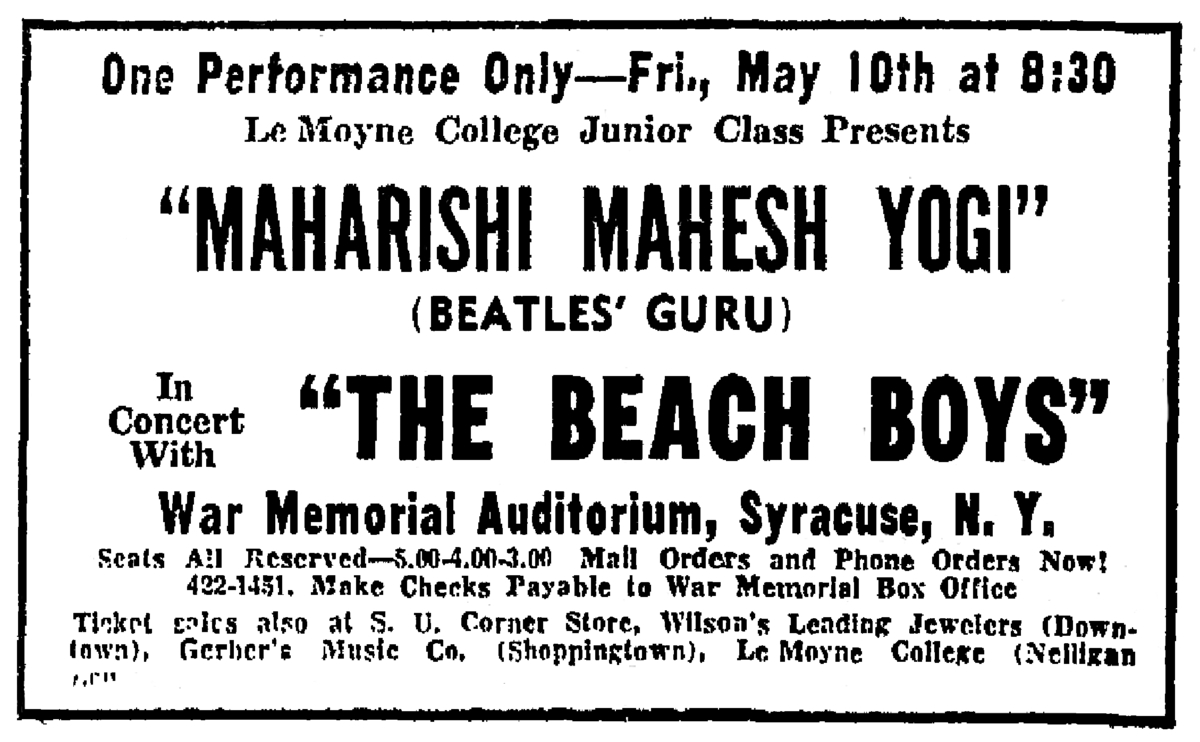 One Performance Only—Fri., May 10th at 8:30
Le Moyne College Junior Class Presents
“MAHARISHI MAHESH YOGI”
(BEATLES’ GURU)
In
Concert
With
“THE BEACH BOYS”
War Memorial Auditorium, Syracuse, N. Y.
Seats All Reserved—5.00-4.00-3.00 Mail Orders and Phone Orders Now!
422-1451. Make Checks Payable to War Memorial Box Office
Ticket sales also at S. U. Corner Store, Wilson's Leading Jewelers (Down-
town), Gerber's Music Co. (Shoppingtown), Le Moyne College (Nelligan